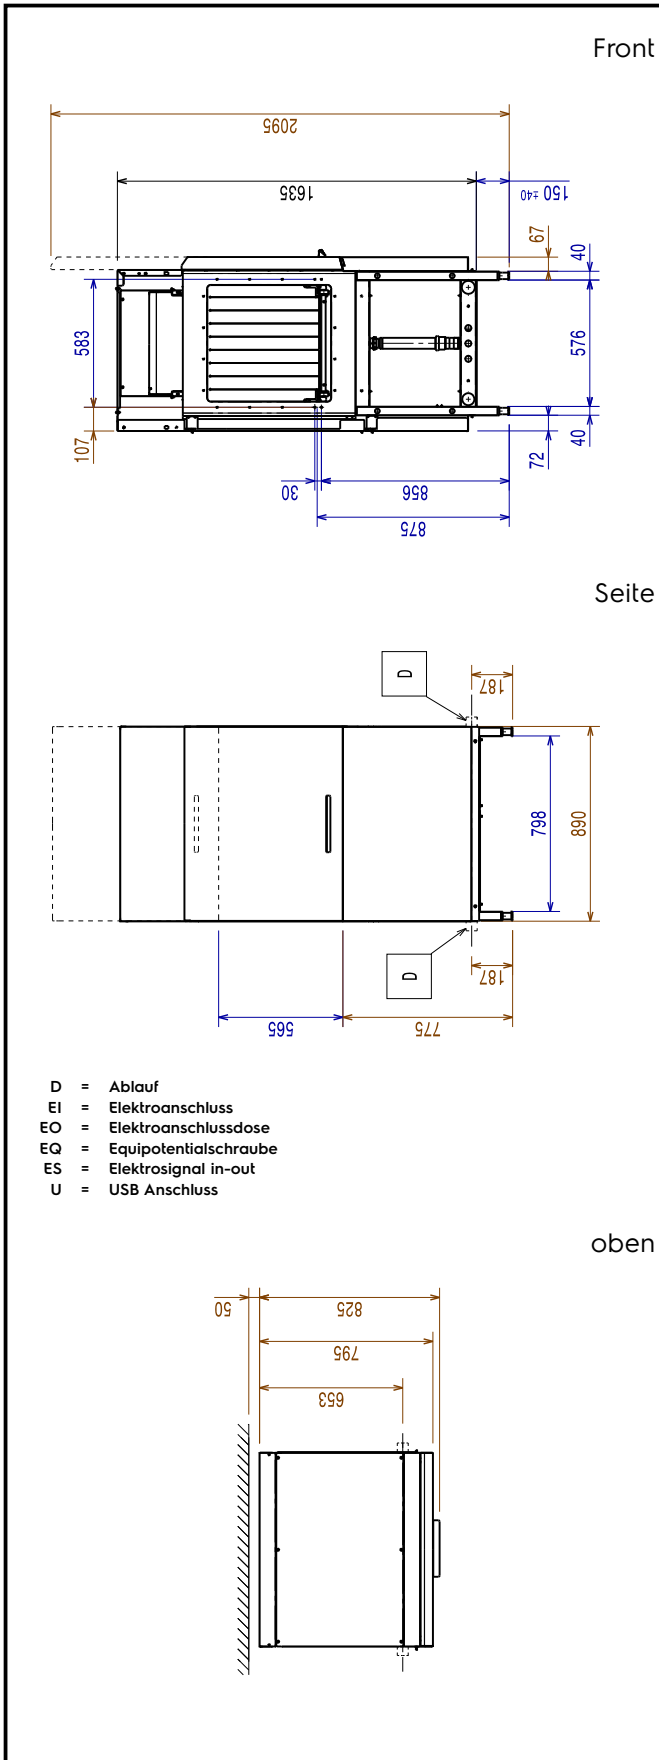 Front
2095
1635
150 ±40
67
40
583
576
107
72
40
30
856
875
Seite
D
187
798
890
D
187
565
775
D = Ablauf
EI = Elektroanschluss
EO = Elektroanschlussdose
EQ = Equipotentialschraube
ES = Elektrosignal in-out
U = USB Anschluss
oben
50
825
795
653